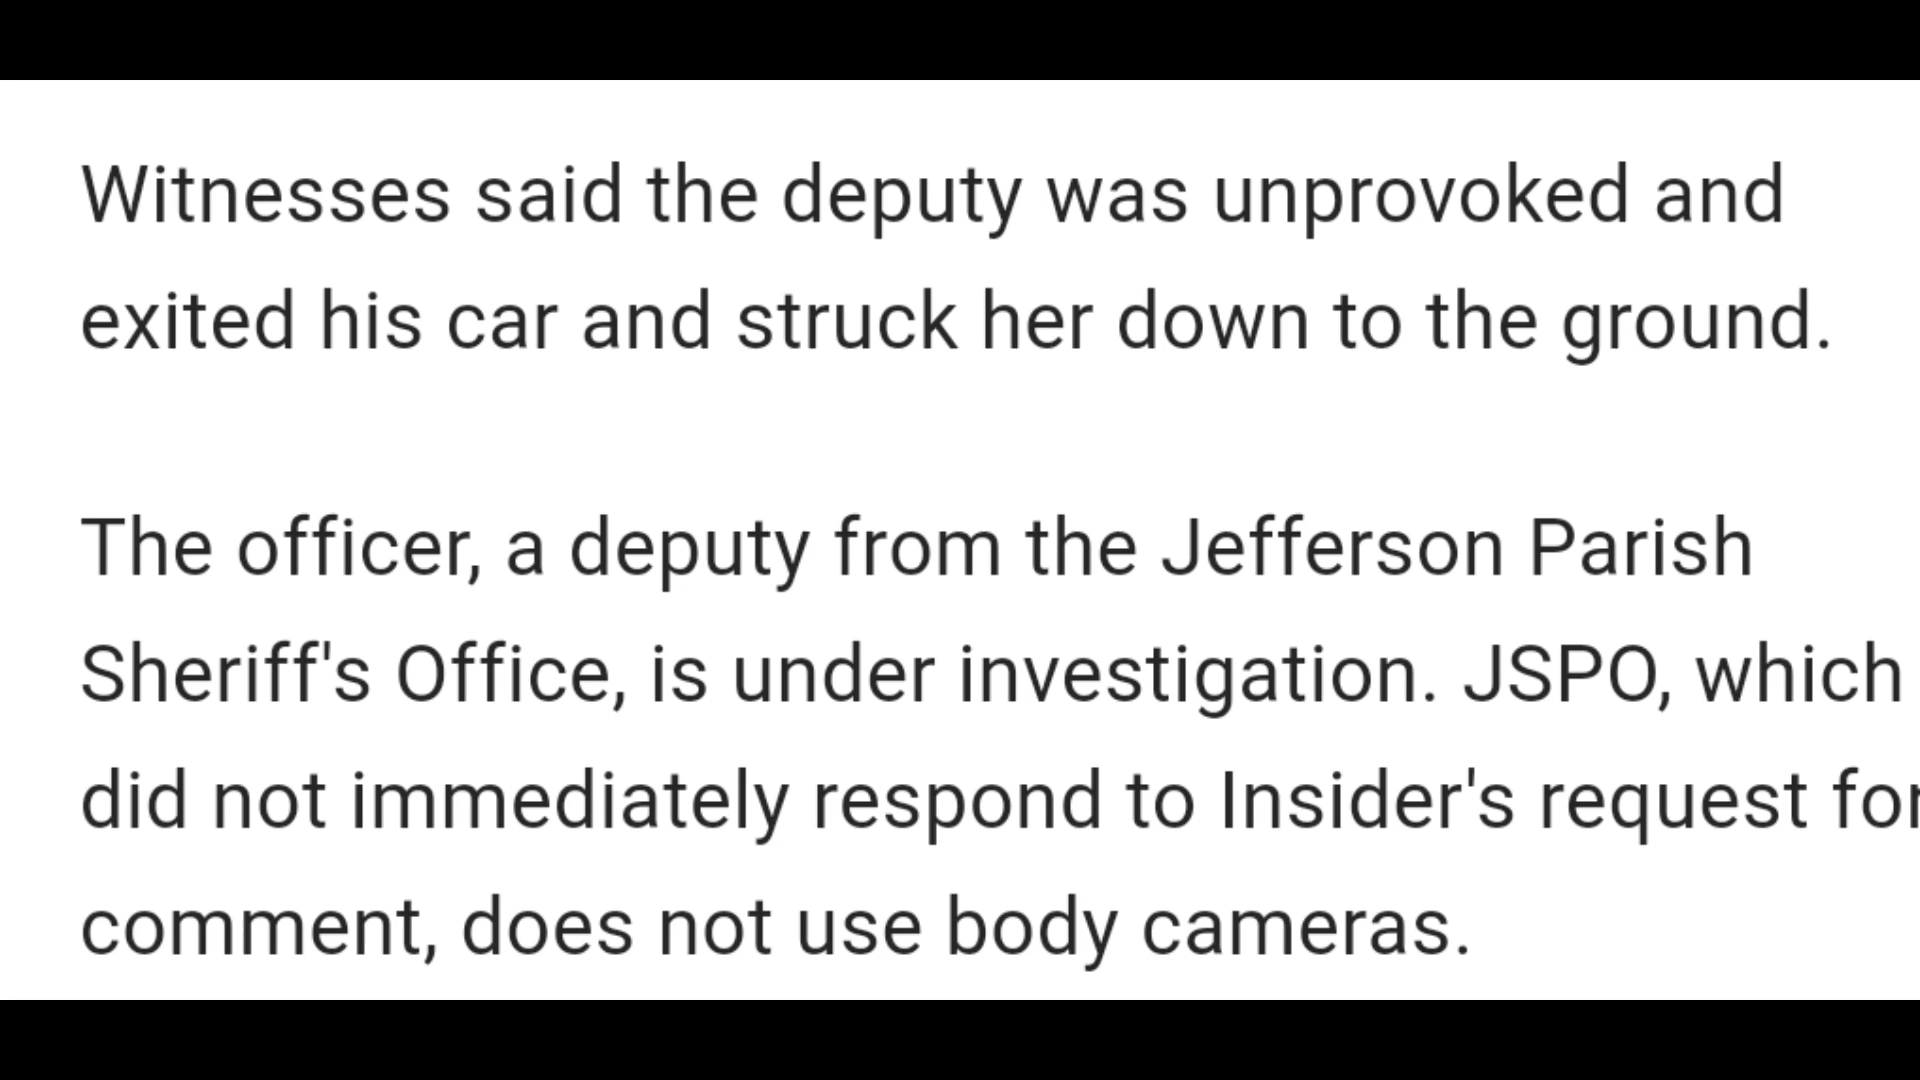 Witnesses said the deputy was unprovoked and
exited his car and struck her down to the ground.
The officer, a deputy from the Jefferson Parish
Sheriff's Office, is under investigation. JSPO, which
did not immediately respond to Insider's request for
comment, does not use body cameras.